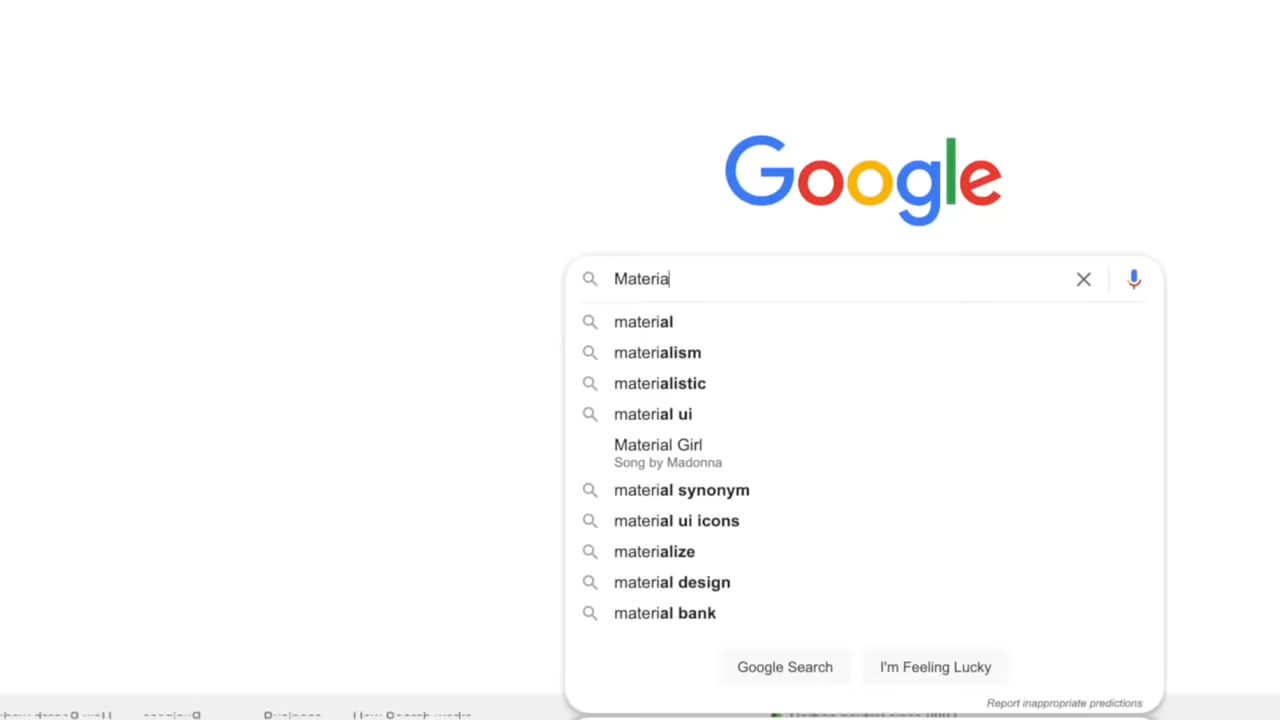 Google
Materia
material
materialism
materialistic
material ui
Material Girl
Song by Madonna
material synonym
material ui icons
materialize
material design
material bank
Google Search
I'm Feeling Lucky
Report inappropriate predictions